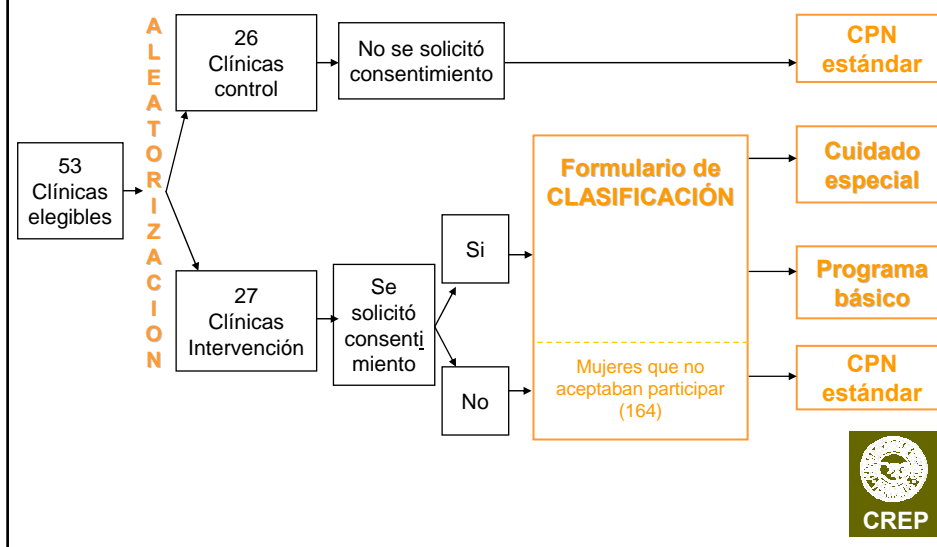 53
Clínicas
elegibles
A
L
E
A
T
O
R
I
Z
A
C
I
O
N
26
Clínicas
control
No se solicitó
consentimiento
CPN
estándar
27
Clínicas
Intervención
Se
solicitó
consenti
miento
Si
No
Formulario de
CLASIFICACIÓN
Mujeres que no
aceptaban participar
(164)
Cuidado
especial
Programa
básico
CPN
estándar
CREP